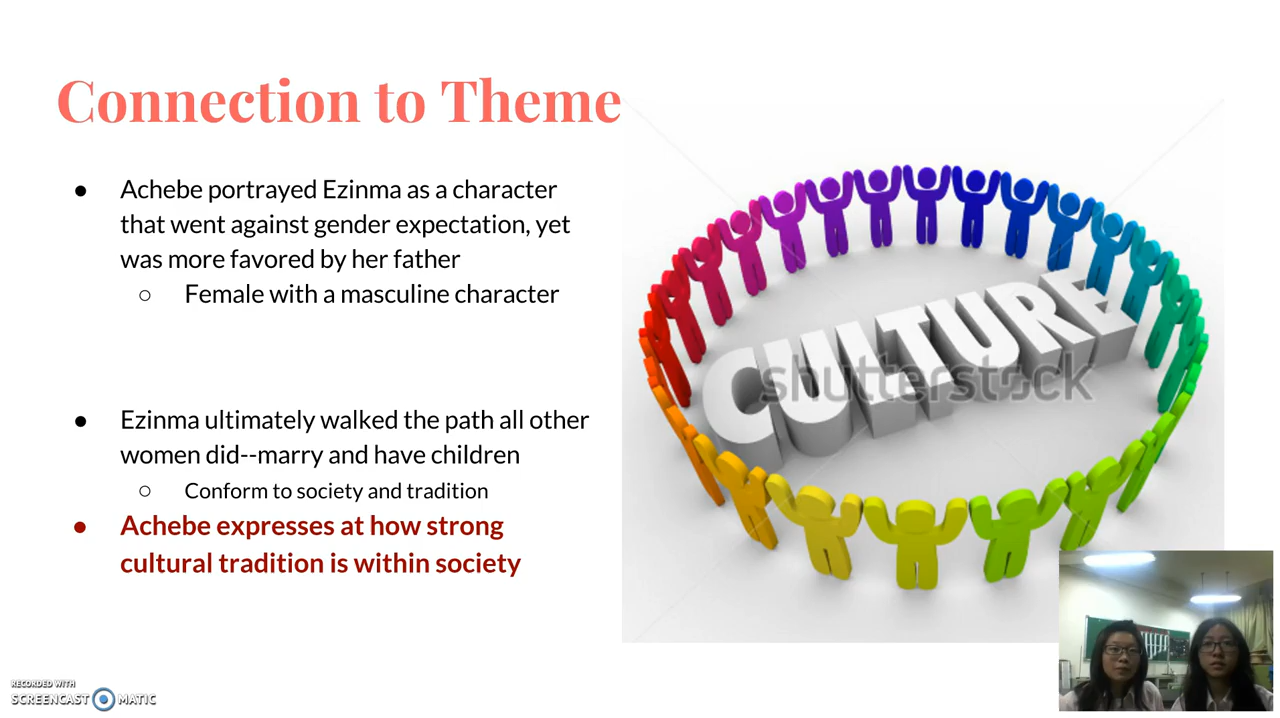 Connection to Theme
● Achebe portrayed Ezinma as a character
that went against gender expectation, yet
was more favored by her father
○ Female with a masculine character
● Ezinma ultimately walked the path all other
women did--marry and have children
○ Conform to society and tradition
● Achebe expresses at how strong
cultural tradition is within society
CULTURE
shutterstock
RECORDED WITH
SCREENCAST MATIC